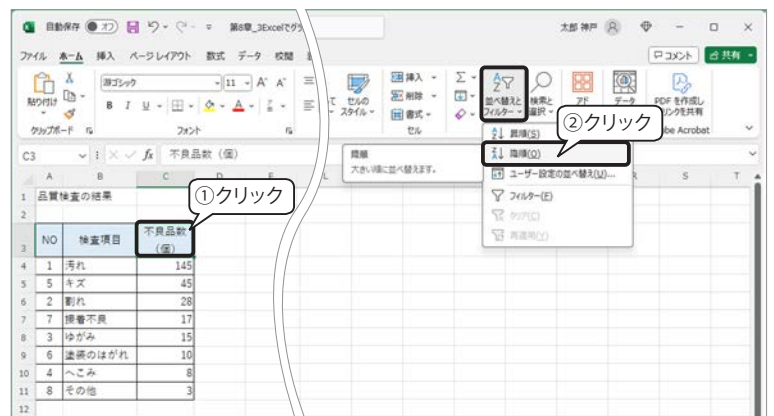 自動保存 オフ 第8章_3Excelでグ 太郎 神戸
ファイル ホーム 挿入 ページレイアウト 数式 データ 校閲 コメント 共有
貼り付け 游ゴシック 11 A^ A˅ セルの スタイル 挿入 削除 書式 Σ 並べ替えと フィルター 検索と 選択 アド データ PDF を作成し リンクを共有
B I U A
クリップボード フォント セル be Acrobat
C3 fx 不良品数(個)
②クリック
昇順(S)
降順(O)
ユーザー設定の並べ替え(U)...
フィルター(E)
クリア(C)
再適用(Y)
降順
大きい順に並べ替えます。
①クリック
A B C D E L R S T
1 品質検査の結果
2
3 NO 検査項目 不良品数
(個)
4 1 汚れ 145
5 5 キズ 45
6 2 割れ 28
7 7 接着不良 17
8 3 ゆがみ 15
9 6 塗装のはがれ 10
10 4 へこみ 8
11 8 その他 3
12